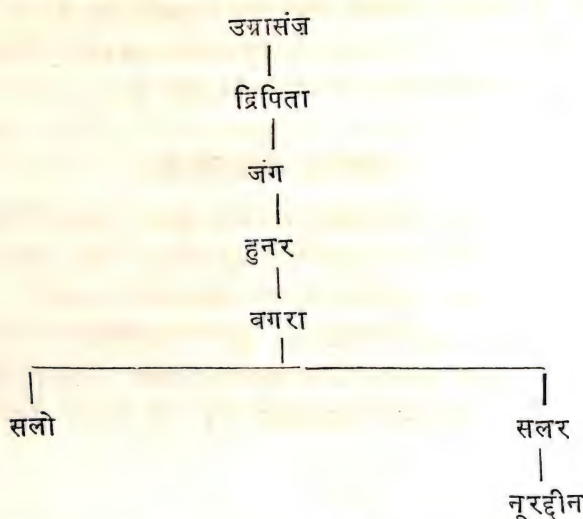 उग्रासंज़
द्रिपिता
जंग
हुनर
वगरा
सलो सलर
नूरद्दीन